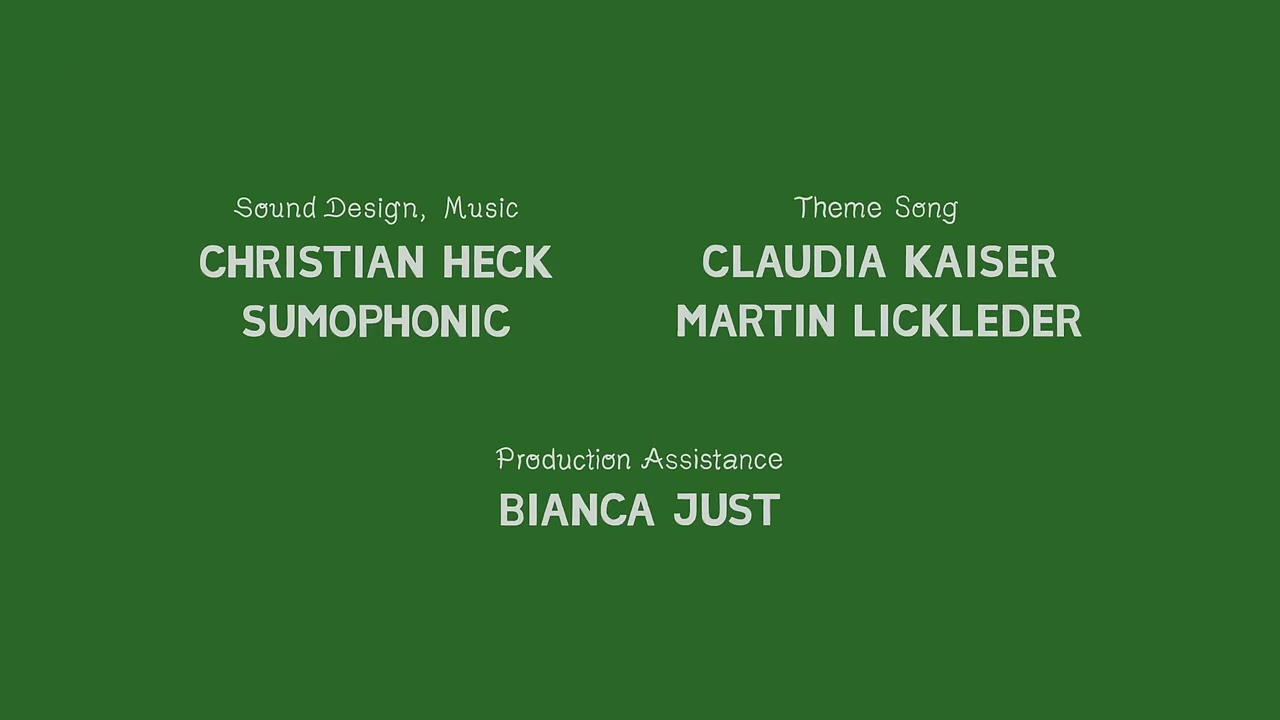 Sound Design, Music
CHRISTIAN HECK
SUMOPHONIC
Theme Song
CLAUDIA KAISER
MARTIN LICKLEDER
Production Assistance
BIANCA JUST